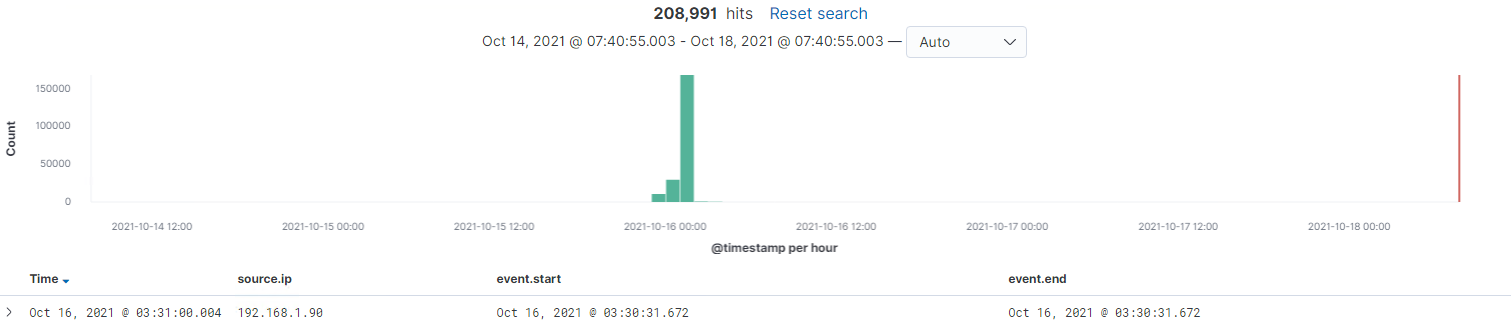 208,991 hits Reset search
Oct 14, 2021 @ 07:40:55.003 - Oct 18, 2021 @ 07:40:55.003 — Auto
Count
150000
100000
50000
0
2021-10-14 12:00 2021-10-15 00:00 2021-10-15 12:00 2021-10-16 00:00 2021-10-16 12:00 2021-10-17 00:00 2021-10-17 12:00 2021-10-18 00:00
@timestamp per hour
Time source.ip event.start event.end
Oct 16, 2021 @ 03:31:00.004 192.168.1.90 Oct 16, 2021 @ 03:30:31.672 Oct 16, 2021 @ 03:30:31.672